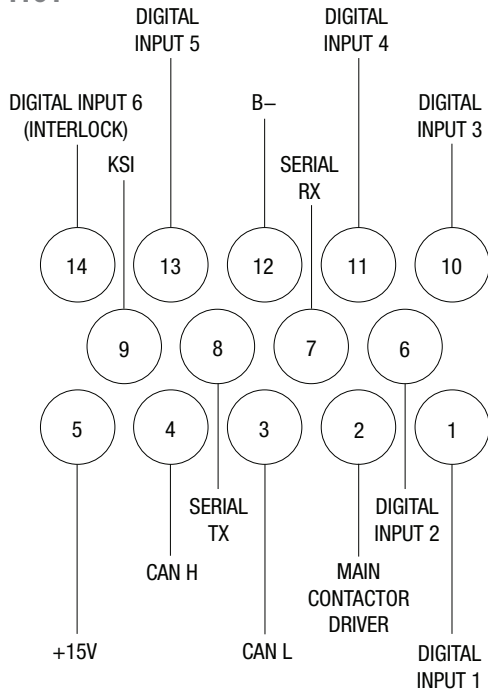 DIGITAL
INPUT 5
DIGITAL
INPUT 4
DIGITAL INPUT 6
(INTERLOCK)
B–
DIGITAL
INPUT 3
KSI
SERIAL
RX
14
13
12
11
10
9
8
7
6
5
4
3
2
1
SERIAL
TX
DIGITAL
INPUT 2
CAN H
MAIN
CONTACTOR
DRIVER
+15V
CAN L
DIGITAL
INPUT 1